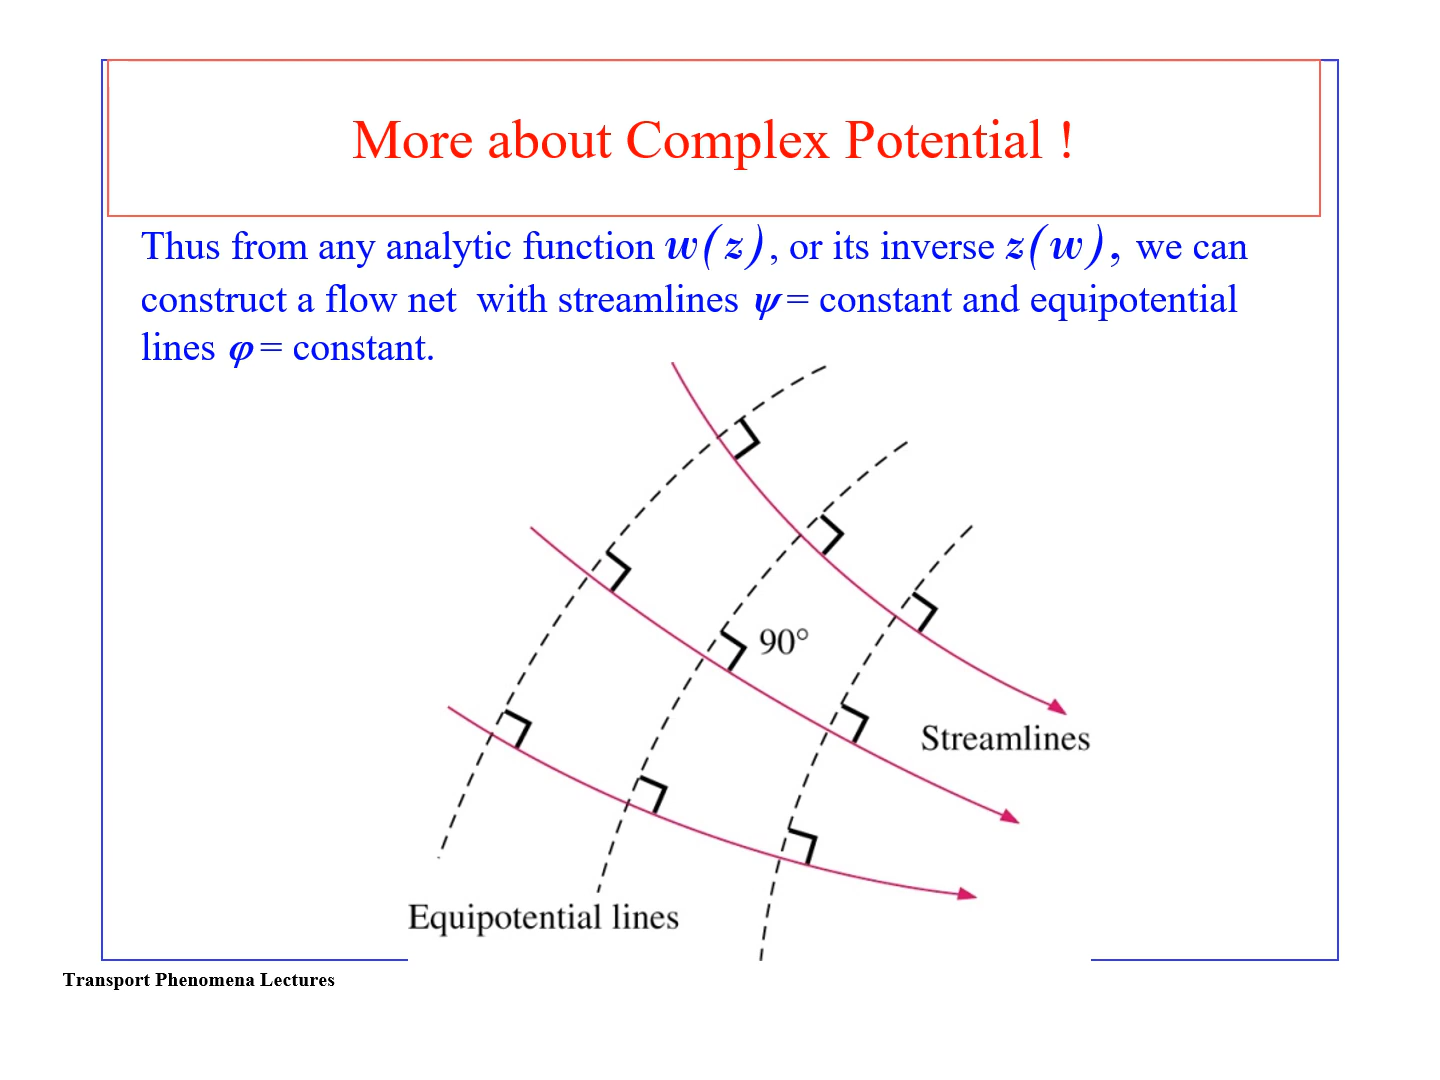 More about Complex Potential !
Thus from any analytic function w(z), or its inverse z(w), we can
construct a flow net with streamlines ψ = constant and equipotential
lines φ = constant.
90°
Streamlines
Equipotential lines
Transport Phenomena Lectures